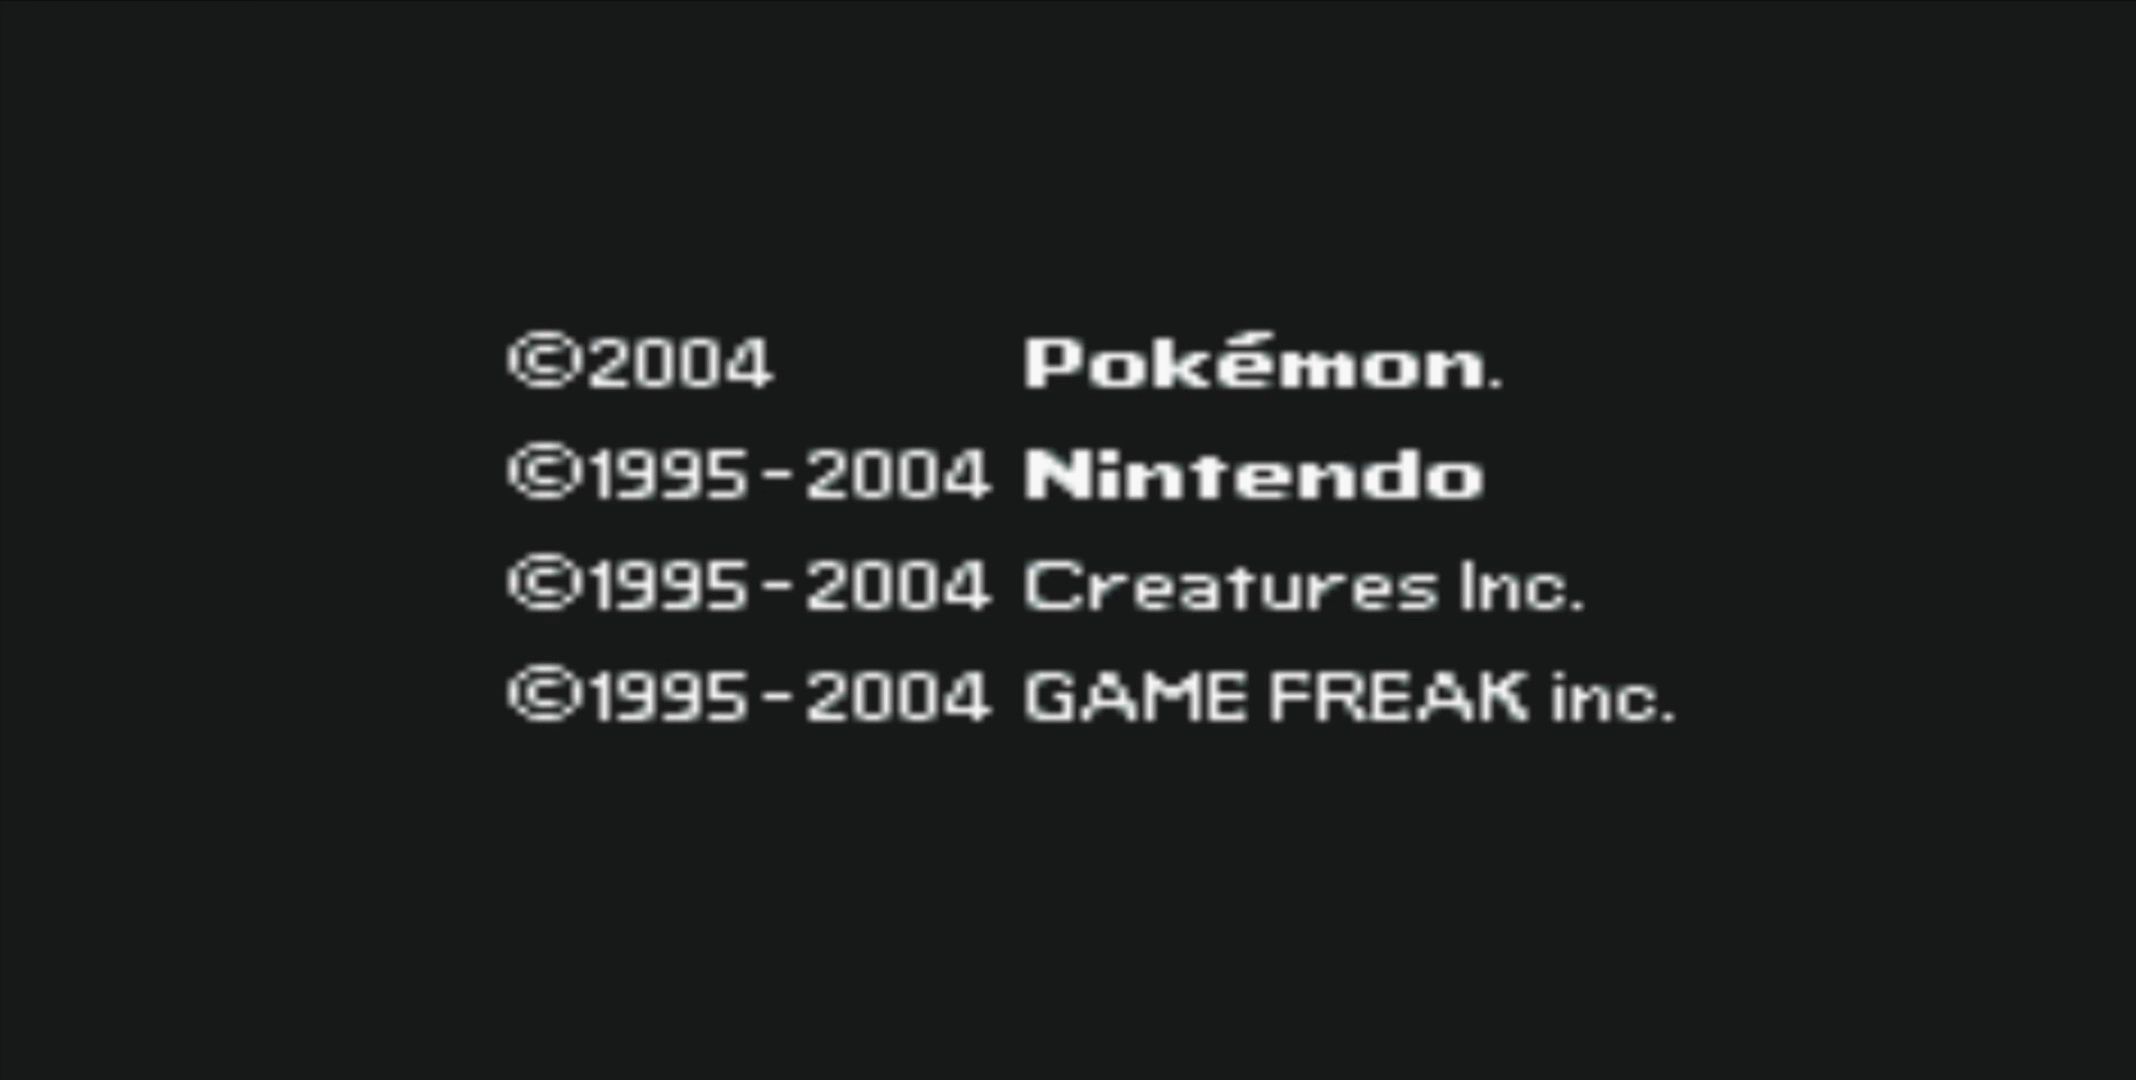 ©2004 Pokémon.
©1995-2004 Nintendo
©1995-2004 Creatures Inc.
©1995-2004 GAME FREAK inc.